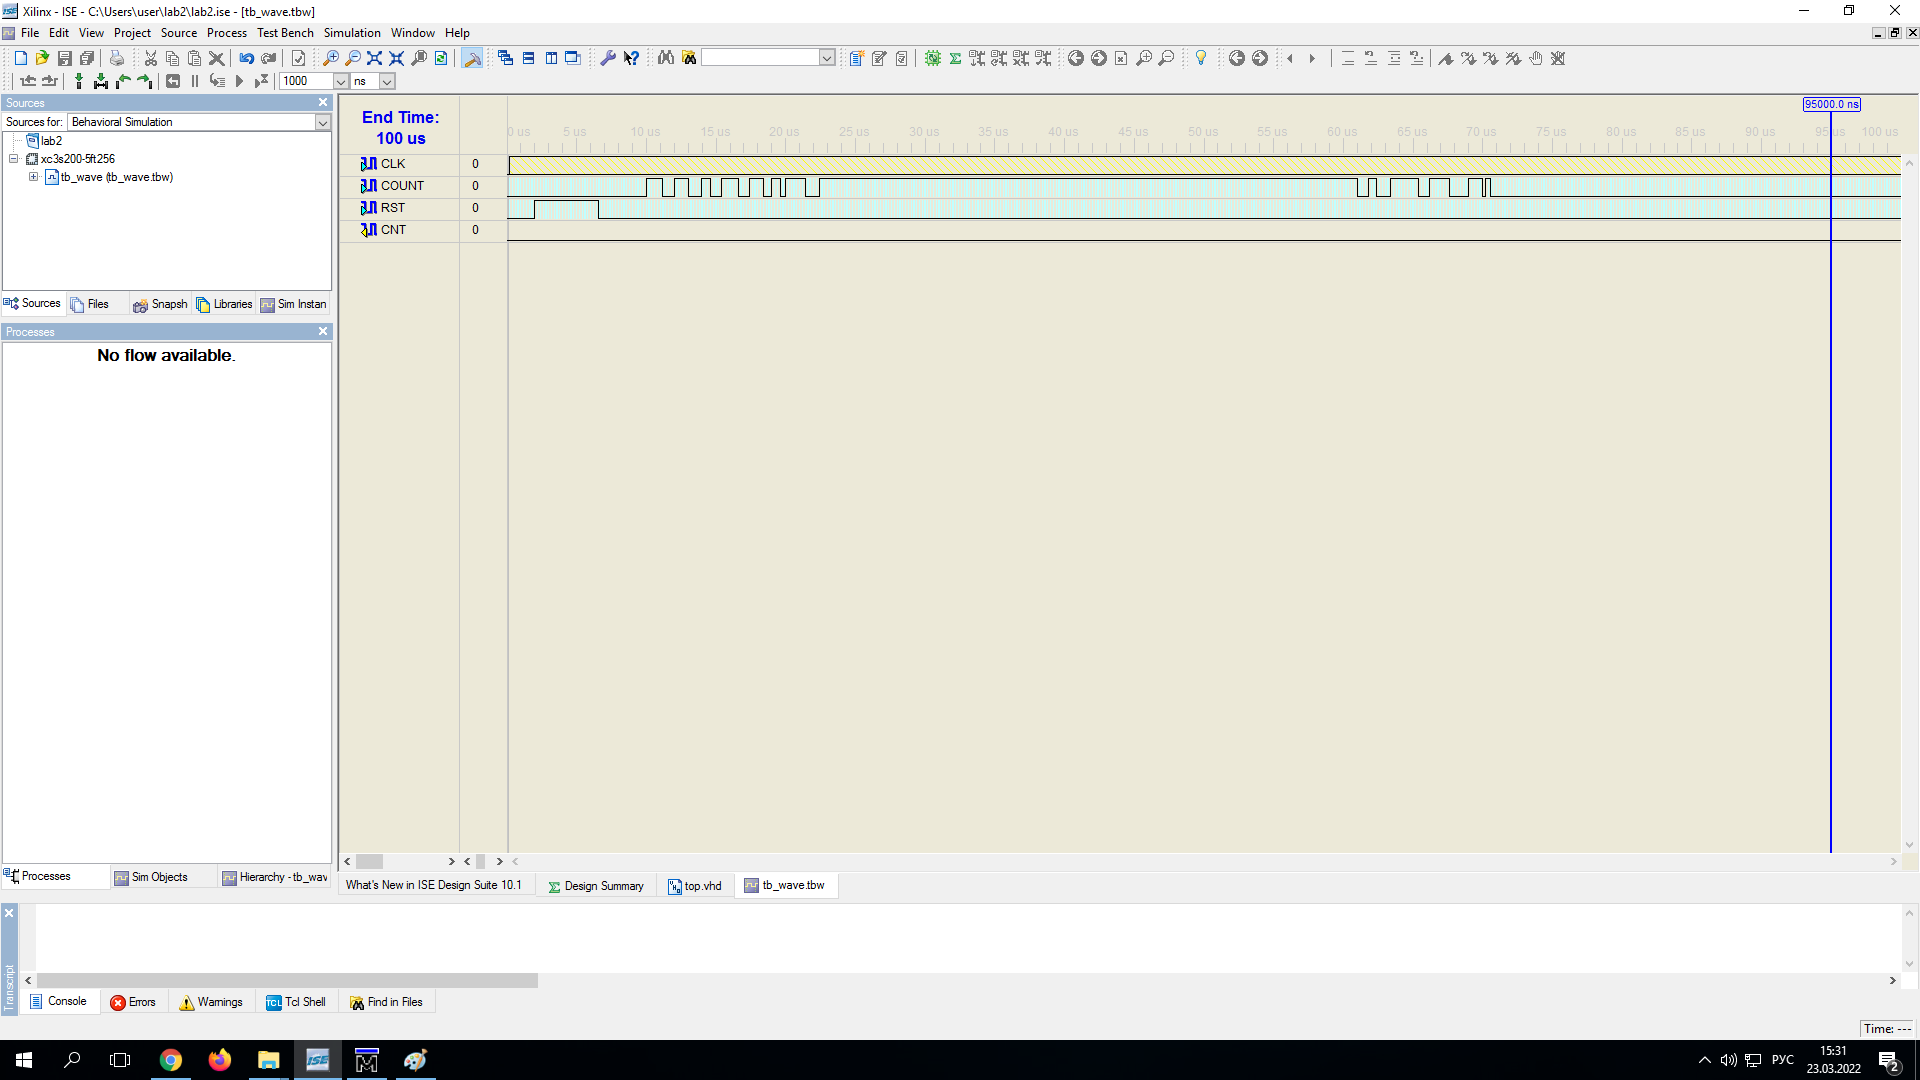 Xilinx - ISE - C:\Users\user\lab2\lab2.ise - [tb_wave.tbw]
File Edit View Project Source Process Test Bench Simulation Window Help
1000 ns
Sources
Sources for: Behavioral Simulation
lab2
xc3s200-5ft256
tb_wave (tb_wave.tbw)
Sources Files Snapsh Libraries Sim Instan
Processes
No flow available.
Processes Sim Objects Hierarchy - tb_wav
End Time:
100 us
95000.0 ns
0 us 5 us 10 us 15 us 20 us 25 us 30 us 35 us 40 us 45 us 50 us 55 us 60 us 65 us 70 us 75 us 80 us 85 us 90 us 95 us 100 us
CLK 0
COUNT 0
RST 0
CNT 0
What's New in ISE Design Suite 10.1 Design Summary top.vhd tb_wave.tbw
Transcript
Console Errors Warnings Tcl Shell Find in Files
Time: ---
ISE
РУС
15:31
23.03.2022
2